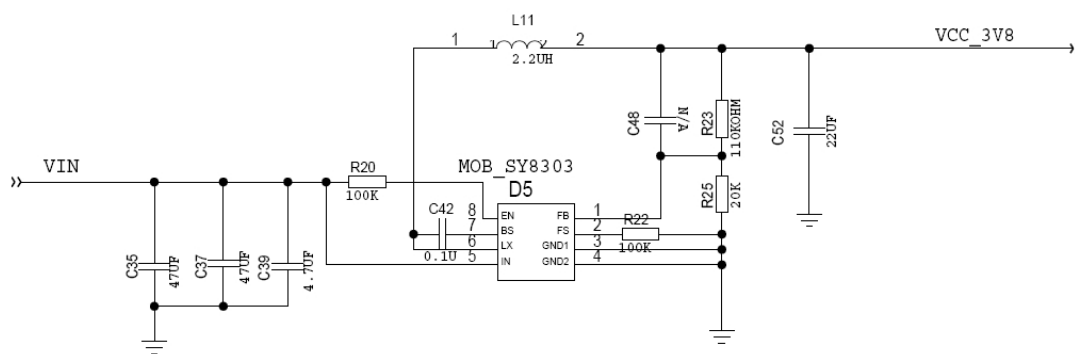 L11
1 2
2.2UH
VCC_3V8
C48
N/A
R23
110KOHM
C52
22UF
VIN
R20
100K
MOB_SY8303
D5
R25
20K
C42
0.1U
8 EN FB 1
7 BS FS 2
6 LX GND1 3
5 IN GND2 4
R22
100K
C35
47UF
C37
47UF
C39
4.7UF